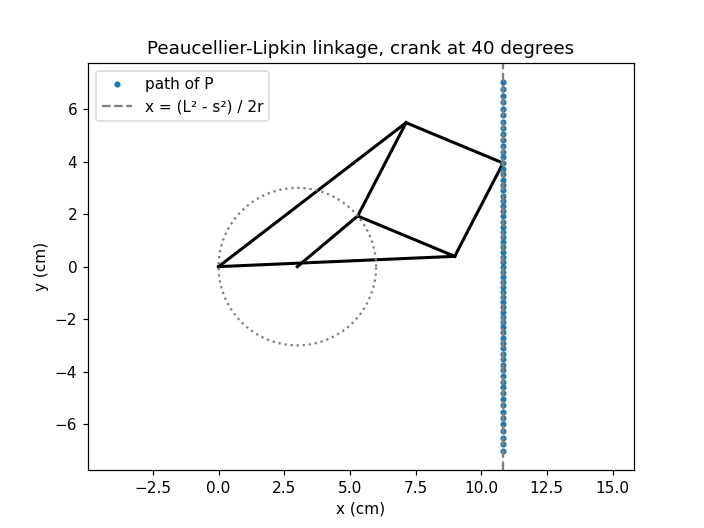 Peaucellier-Lipkin linkage, crank at 40 degrees
path of P
x = (L² - s²) / 2r
6
4
2
0
−2
−4
−6
y (cm)
−2.5 0.0 2.5 5.0 7.5 10.0 12.5 15.0
x (cm)